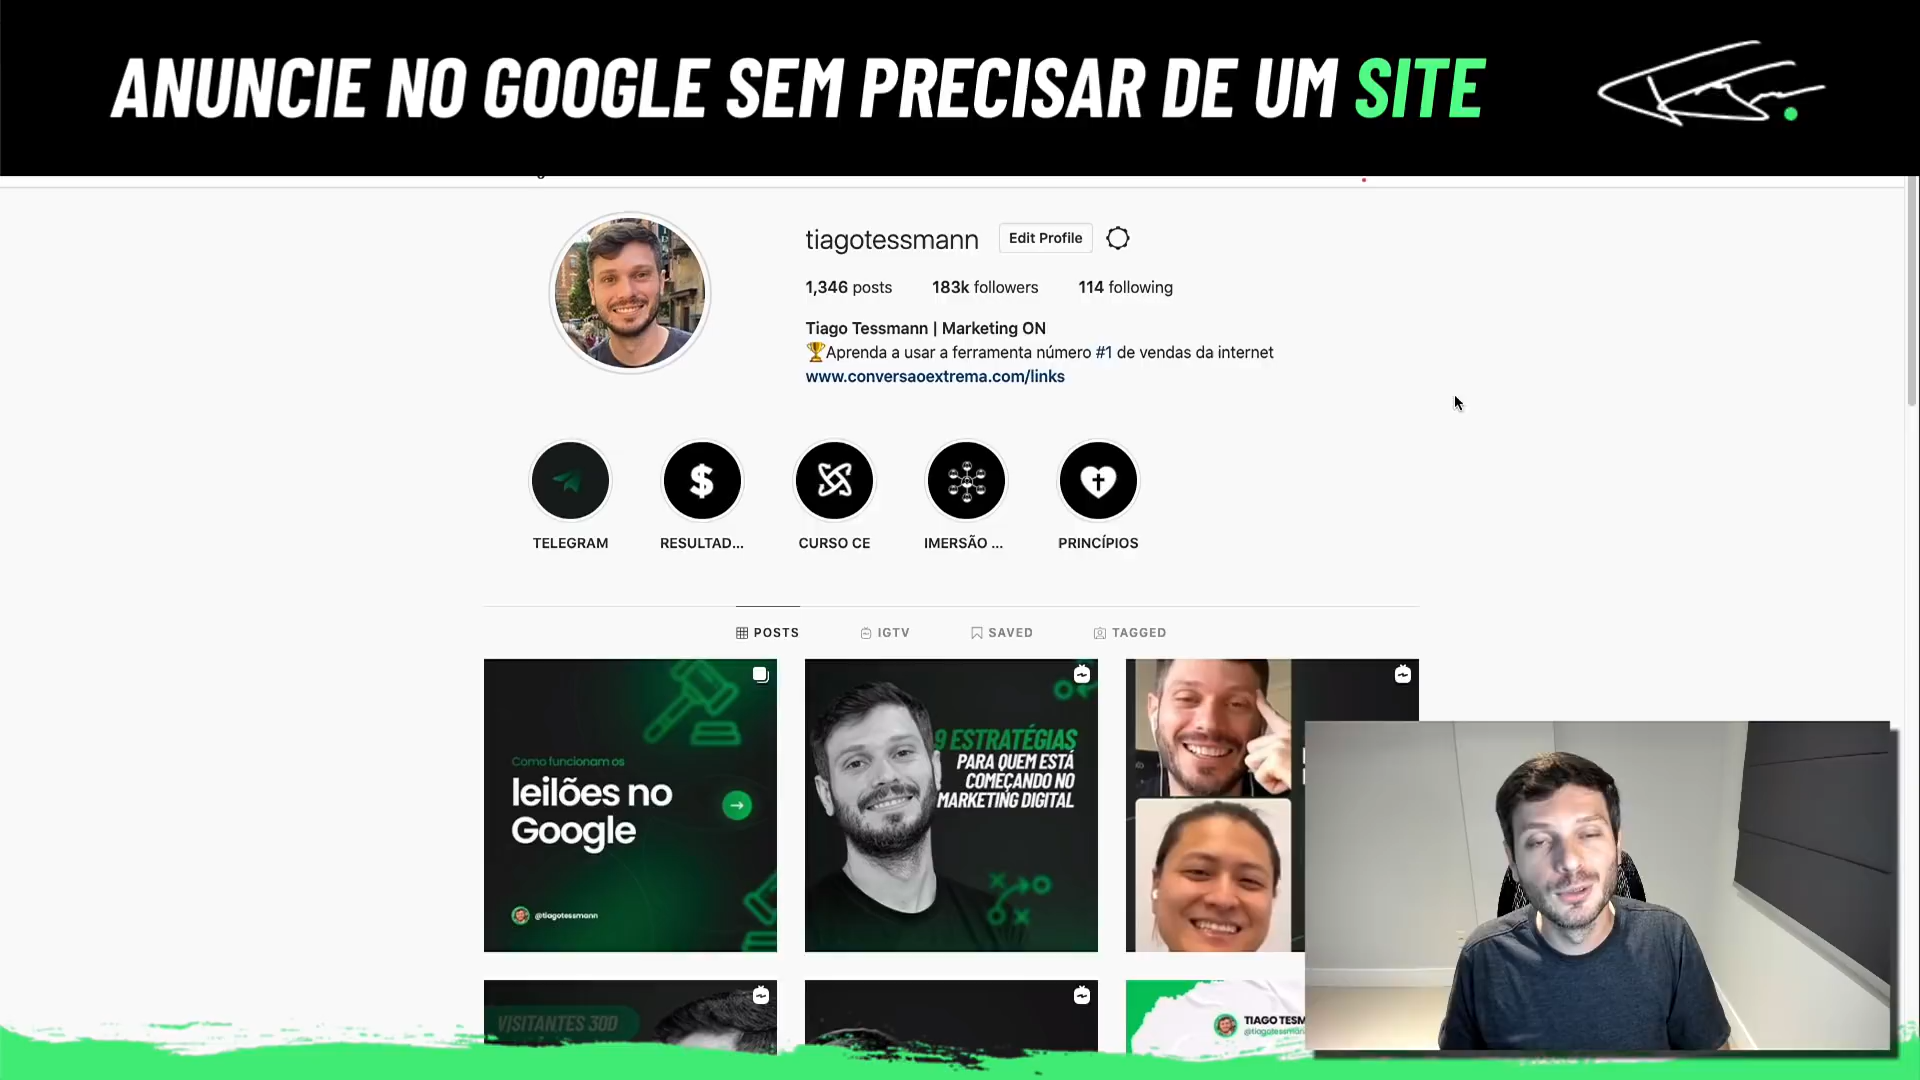 ANUNCIE NO GOOGLE SEM PRECISAR DE UM SITE
tiagotessmann
Edit Profile
1,346 posts
183k followers
114 following
Tiago Tessmann | Marketing ON
🏆Aprenda a usar a ferramenta número #1 de vendas da internet
www.conversaoextrema.com/links
TELEGRAM
RESULTAD...
CURSO CE
IMERSÃO ...
PRINCÍPIOS
POSTS
IGTV
SAVED
TAGGED
Como funcionam os
leilões no
Google
@tiagotessmann
9 ESTRATÉGIAS
PARA QUEM ESTÁ
COMEÇANDO NO
MARKETING DIGITAL
VISITANTES 30D
TIAGO TESM